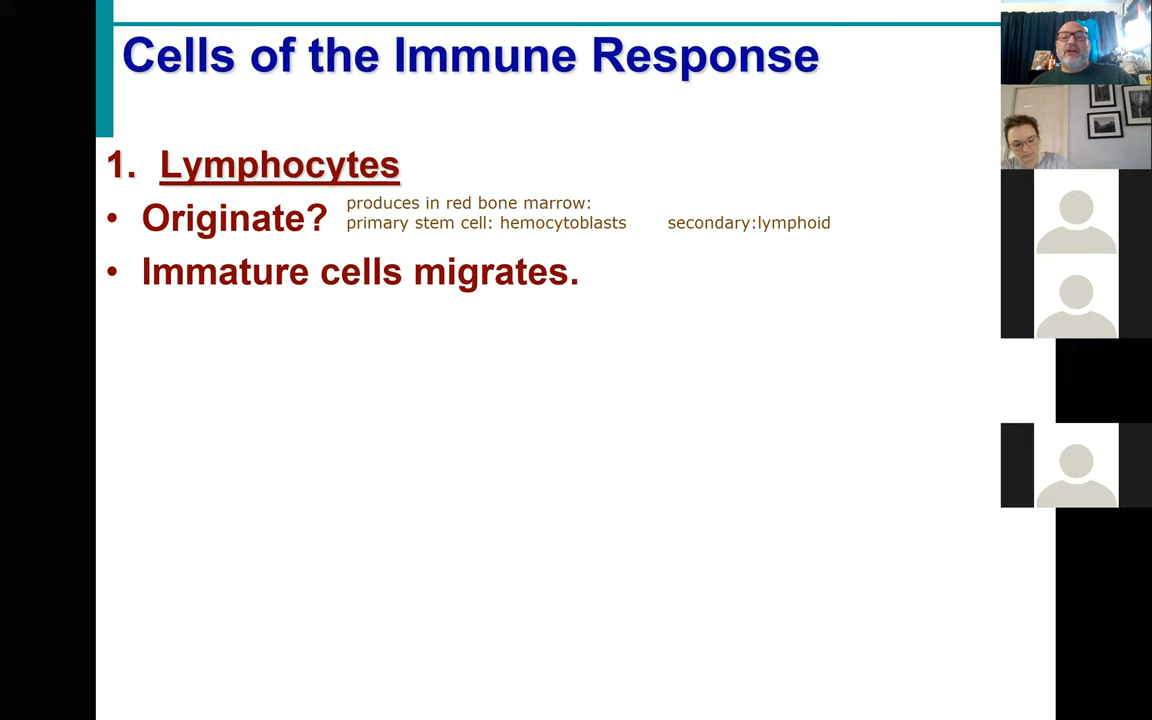 Cells of the Immune Response
1. Lymphocytes
• Originate? produces in red bone marrow:
primary stem cell: hemocytoblasts secondary:lymphoid
• Immature cells migrates.